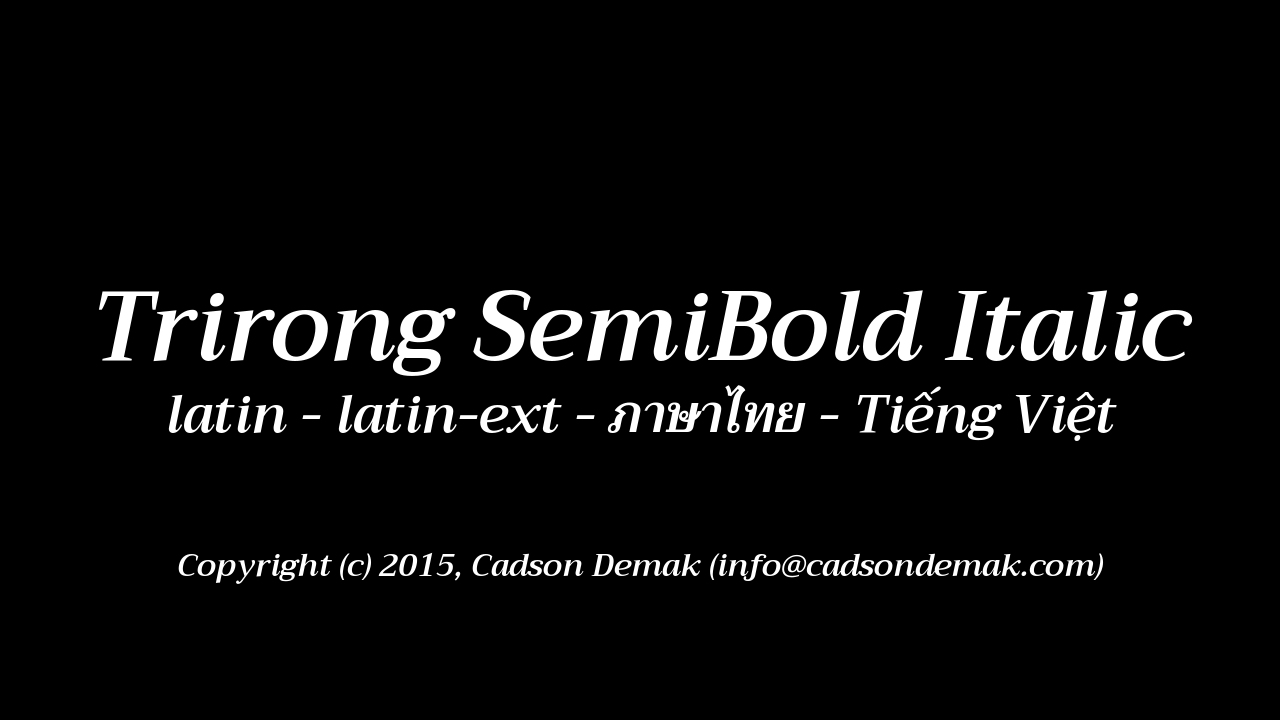 Trirong SemiBold Italic
latin - latin-ext - ภาษาไทย - Tiếng Việt
Copyright (c) 2015, Cadson Demak (info@cadsondemak.com)